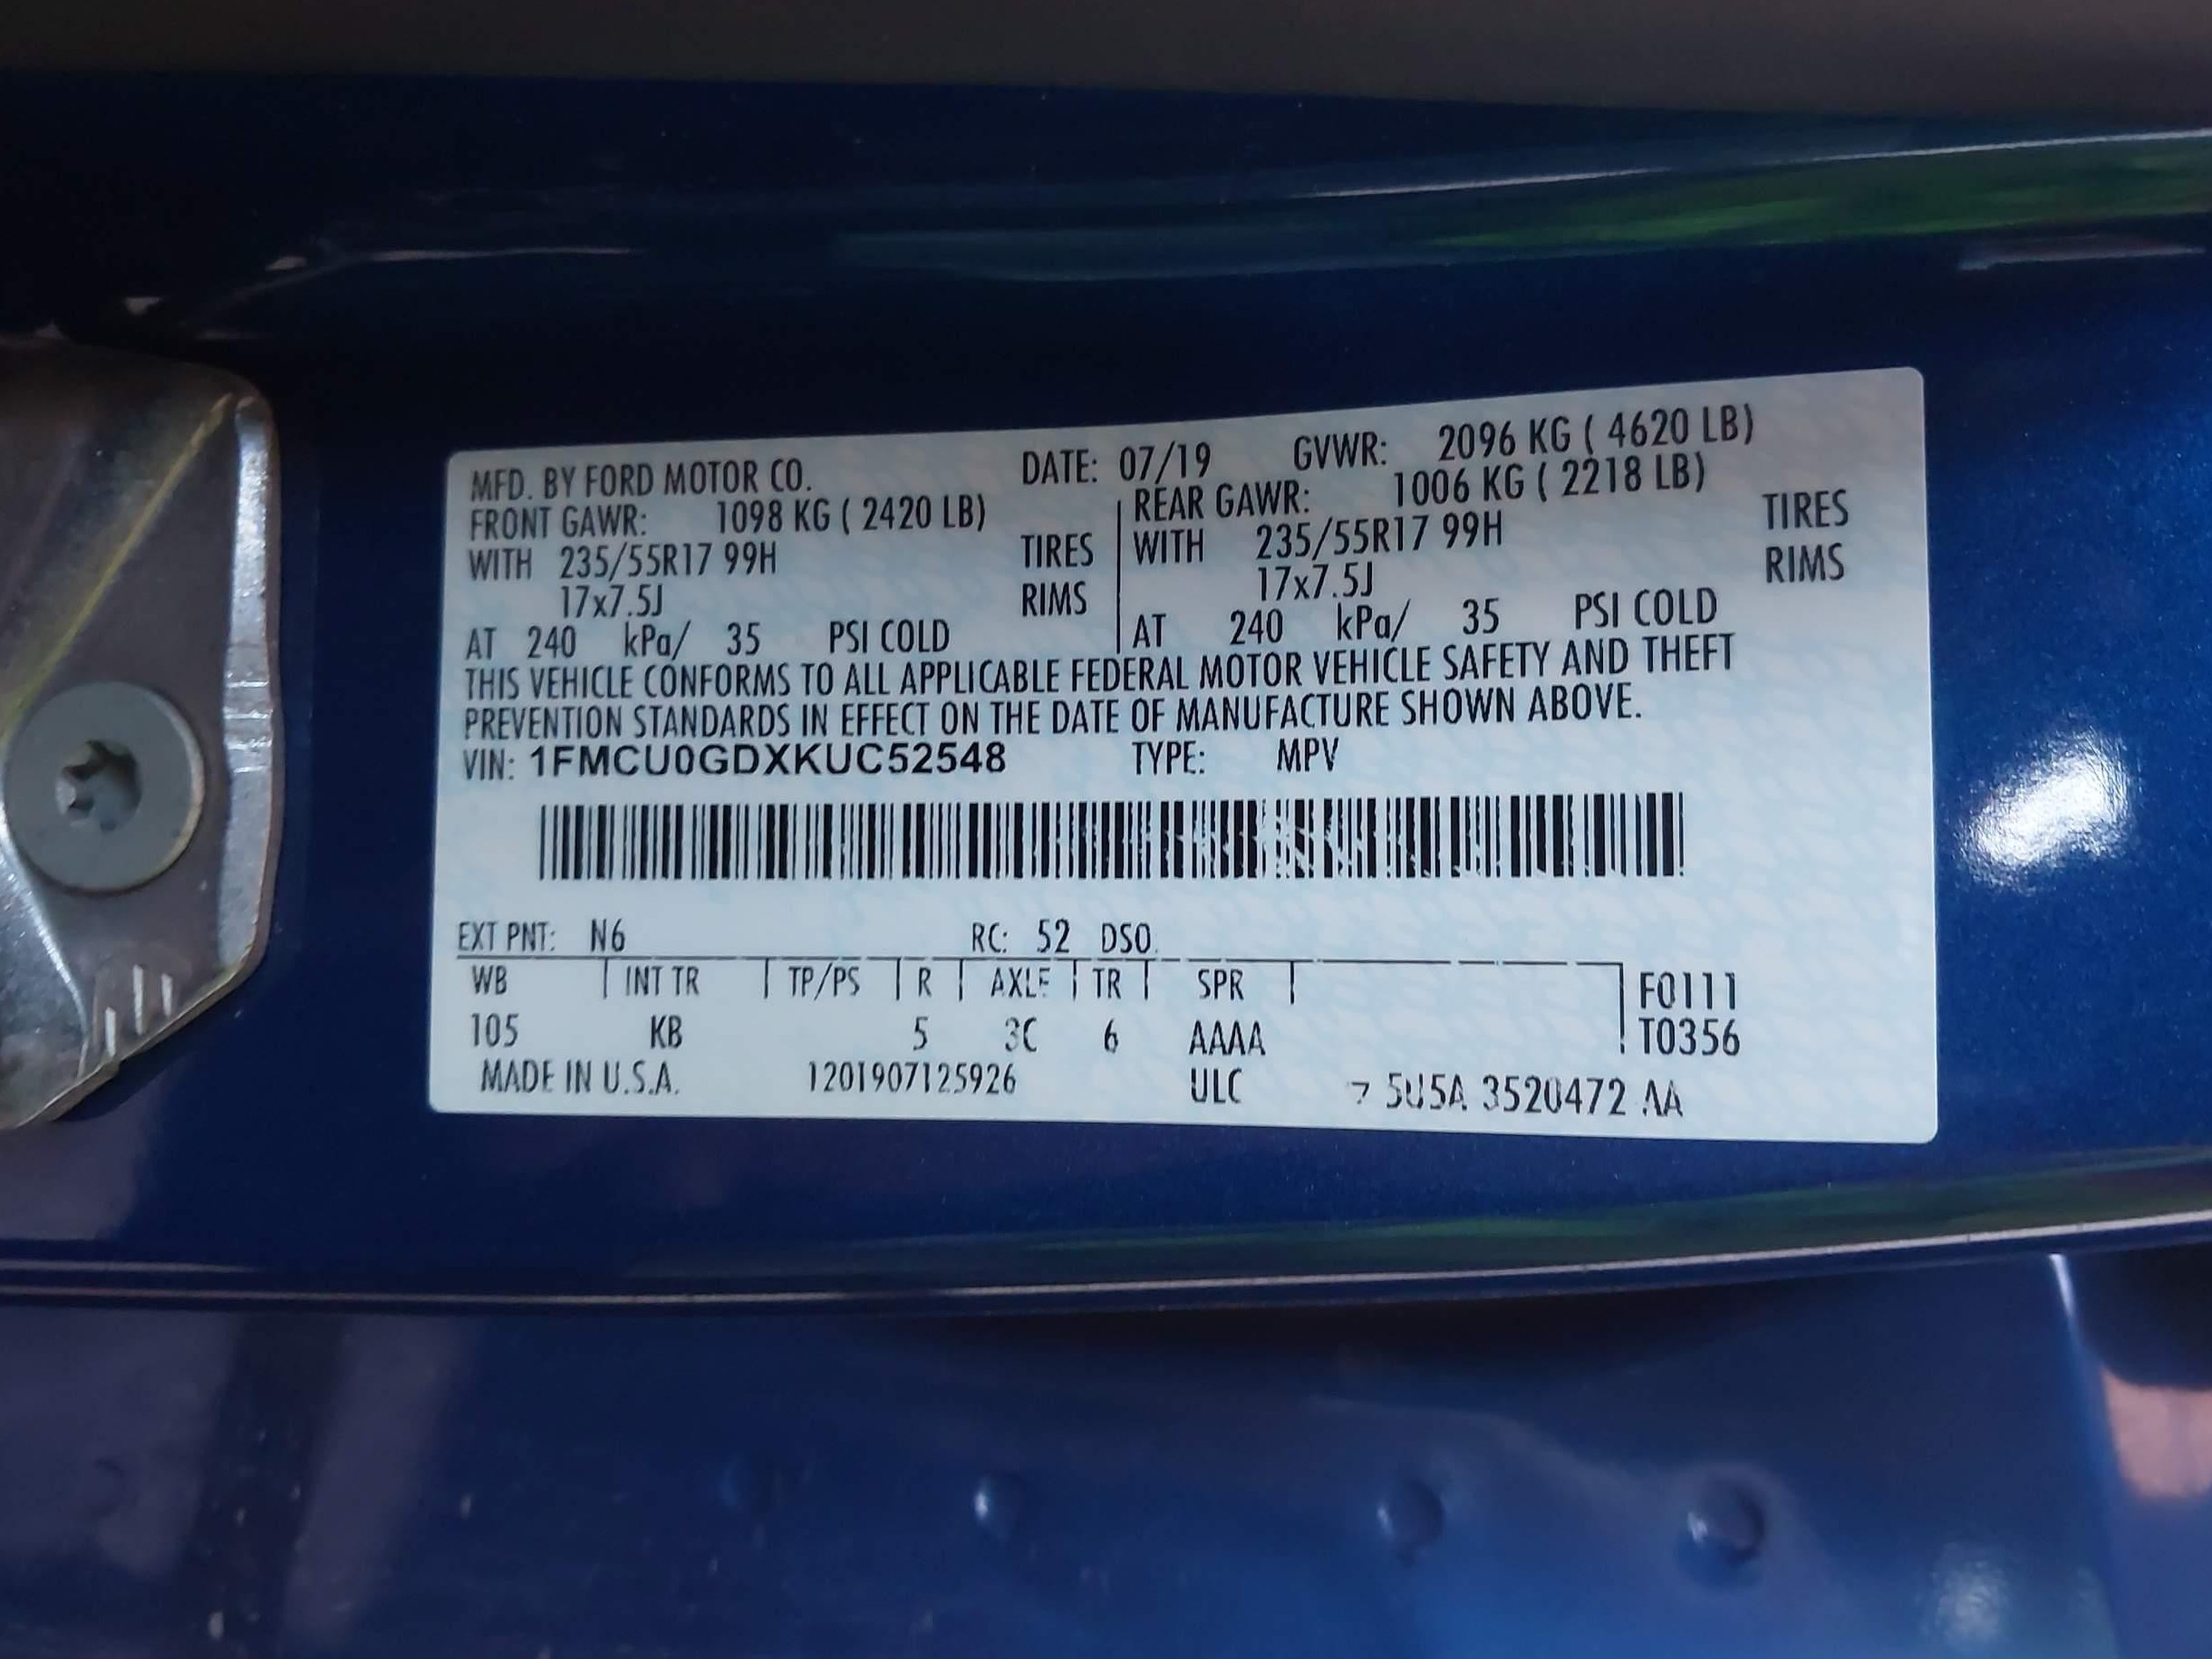 MFD. BY FORD MOTOR CO. DATE: 07/19 GVWR: 2096 KG ( 4620 LB)
FRONT GAWR: 1098 KG ( 2420 LB) REAR GAWR: 1006 KG ( 2218 LB)
WITH 235/55R17 99H TIRES WITH 235/55R17 99H TIRES
17x7.5J RIMS 17x7.5J RIMS
AT 240 kPa/ 35 PSI COLD AT 240 kPa/ 35 PSI COLD
THIS VEHICLE CONFORMS TO ALL APPLICABLE FEDERAL MOTOR VEHICLE SAFETY AND THEFT
PREVENTION STANDARDS IN EFFECT ON THE DATE OF MANUFACTURE SHOWN ABOVE.
VIN: 1FMCU0GDXKUC52548 TYPE: MPV
EXT PNT: N6 RC: 52 DSO
WB INT TR TP/PS R AXLE TR SPR F0111
105 KB 5 3C 6 AAAA T0356
MADE IN U.S.A. 1201907125926 ULC 5U5A 3520472 AA